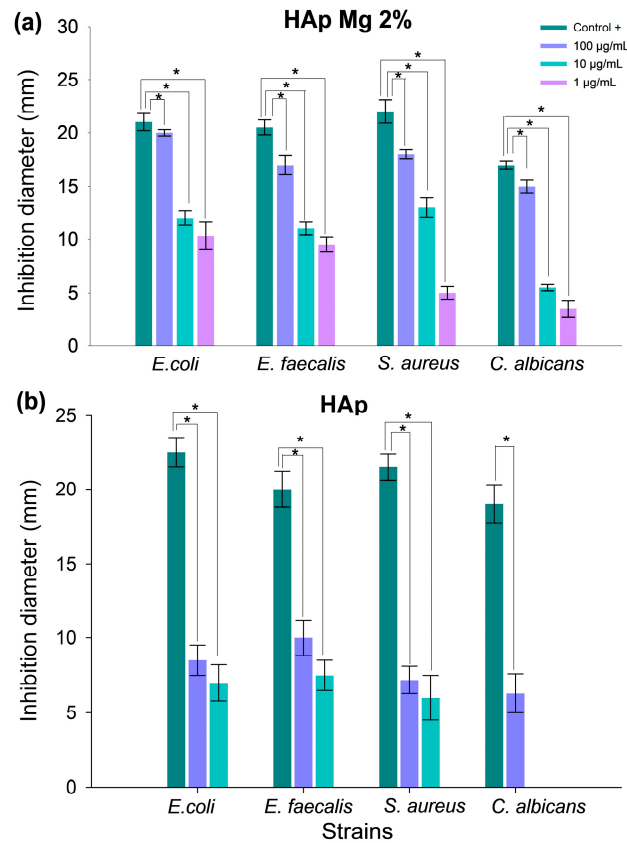 (a)
HAp Mg 2%
Control +
100 µg/mL
10 µg/mL
1 µg/mL
Inhibition diameter (mm)
30
25
20
15
10
5
0
* * *
* * *
* * *
* * *
E.coli
E. faecalis
S. aureus
C. albicans
(b)
HAp
Inhibition diameter (mm)
25
20
15
10
5
0
* *
* *
* *
*
E.coli
E. faecalis
S. aureus
C. albicans
Strains